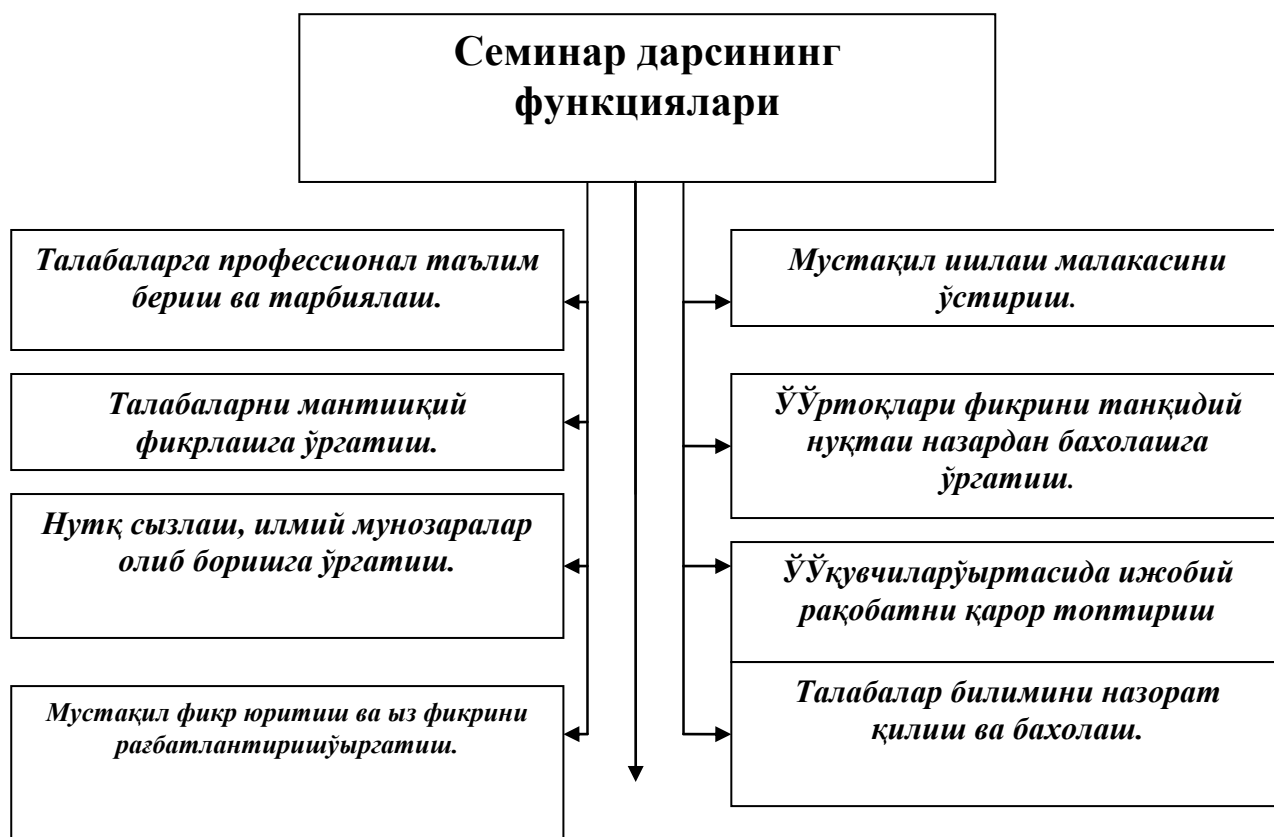 Семинар дарсининг
функциялари
Талабаларга профессионал таълим
бериш ва тарбиялаш.
Талабаларни мантииқий
фикрлашга ўргатиш.
Нутқ сызлаш, илмий мунозаралар
олиб боришга ўргатиш.
Мустақил фикр юритиш ва ыз фикрини
рағбатлантиришўыргатиш.
Мустақил ишлаш малакасини
ўстириш.
ЎЎртоқлари фикрини танқидий
нуқтаи назардан бахолашга
ўргатиш.
ЎЎқувчиларўыртасида ижобий
рақобатни қарор топтириш
Талабалар билимини назорат
қилиш ва бахолаш.